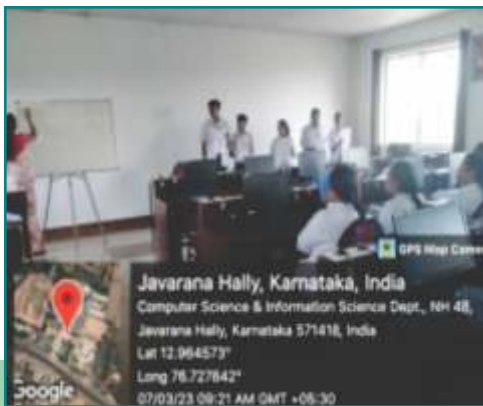 GPS Map Camera
Javarana Hally, Karnataka, India
Computer Science & Information Science Dept., NH 48,
Javarana Hally, Karnataka 571418, India
Lat 12.964573°
Long 76.727642°
07/03/23 09:21 AM GMT +05:30
Google